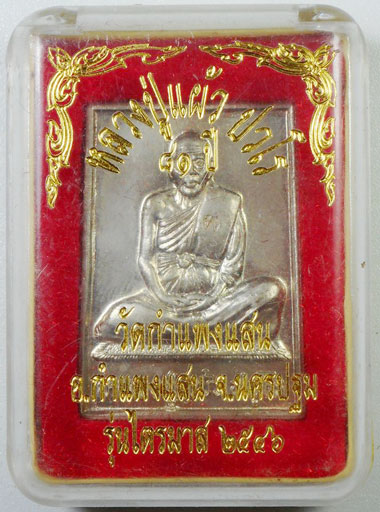 หลวงปู่แผ้ว ปวโร
๘๑ ปี
วัดกำแพงแสน
อ.กำแพงแสน จ.นครปฐม
รุ่นไตรมาส ๒๕๔๖